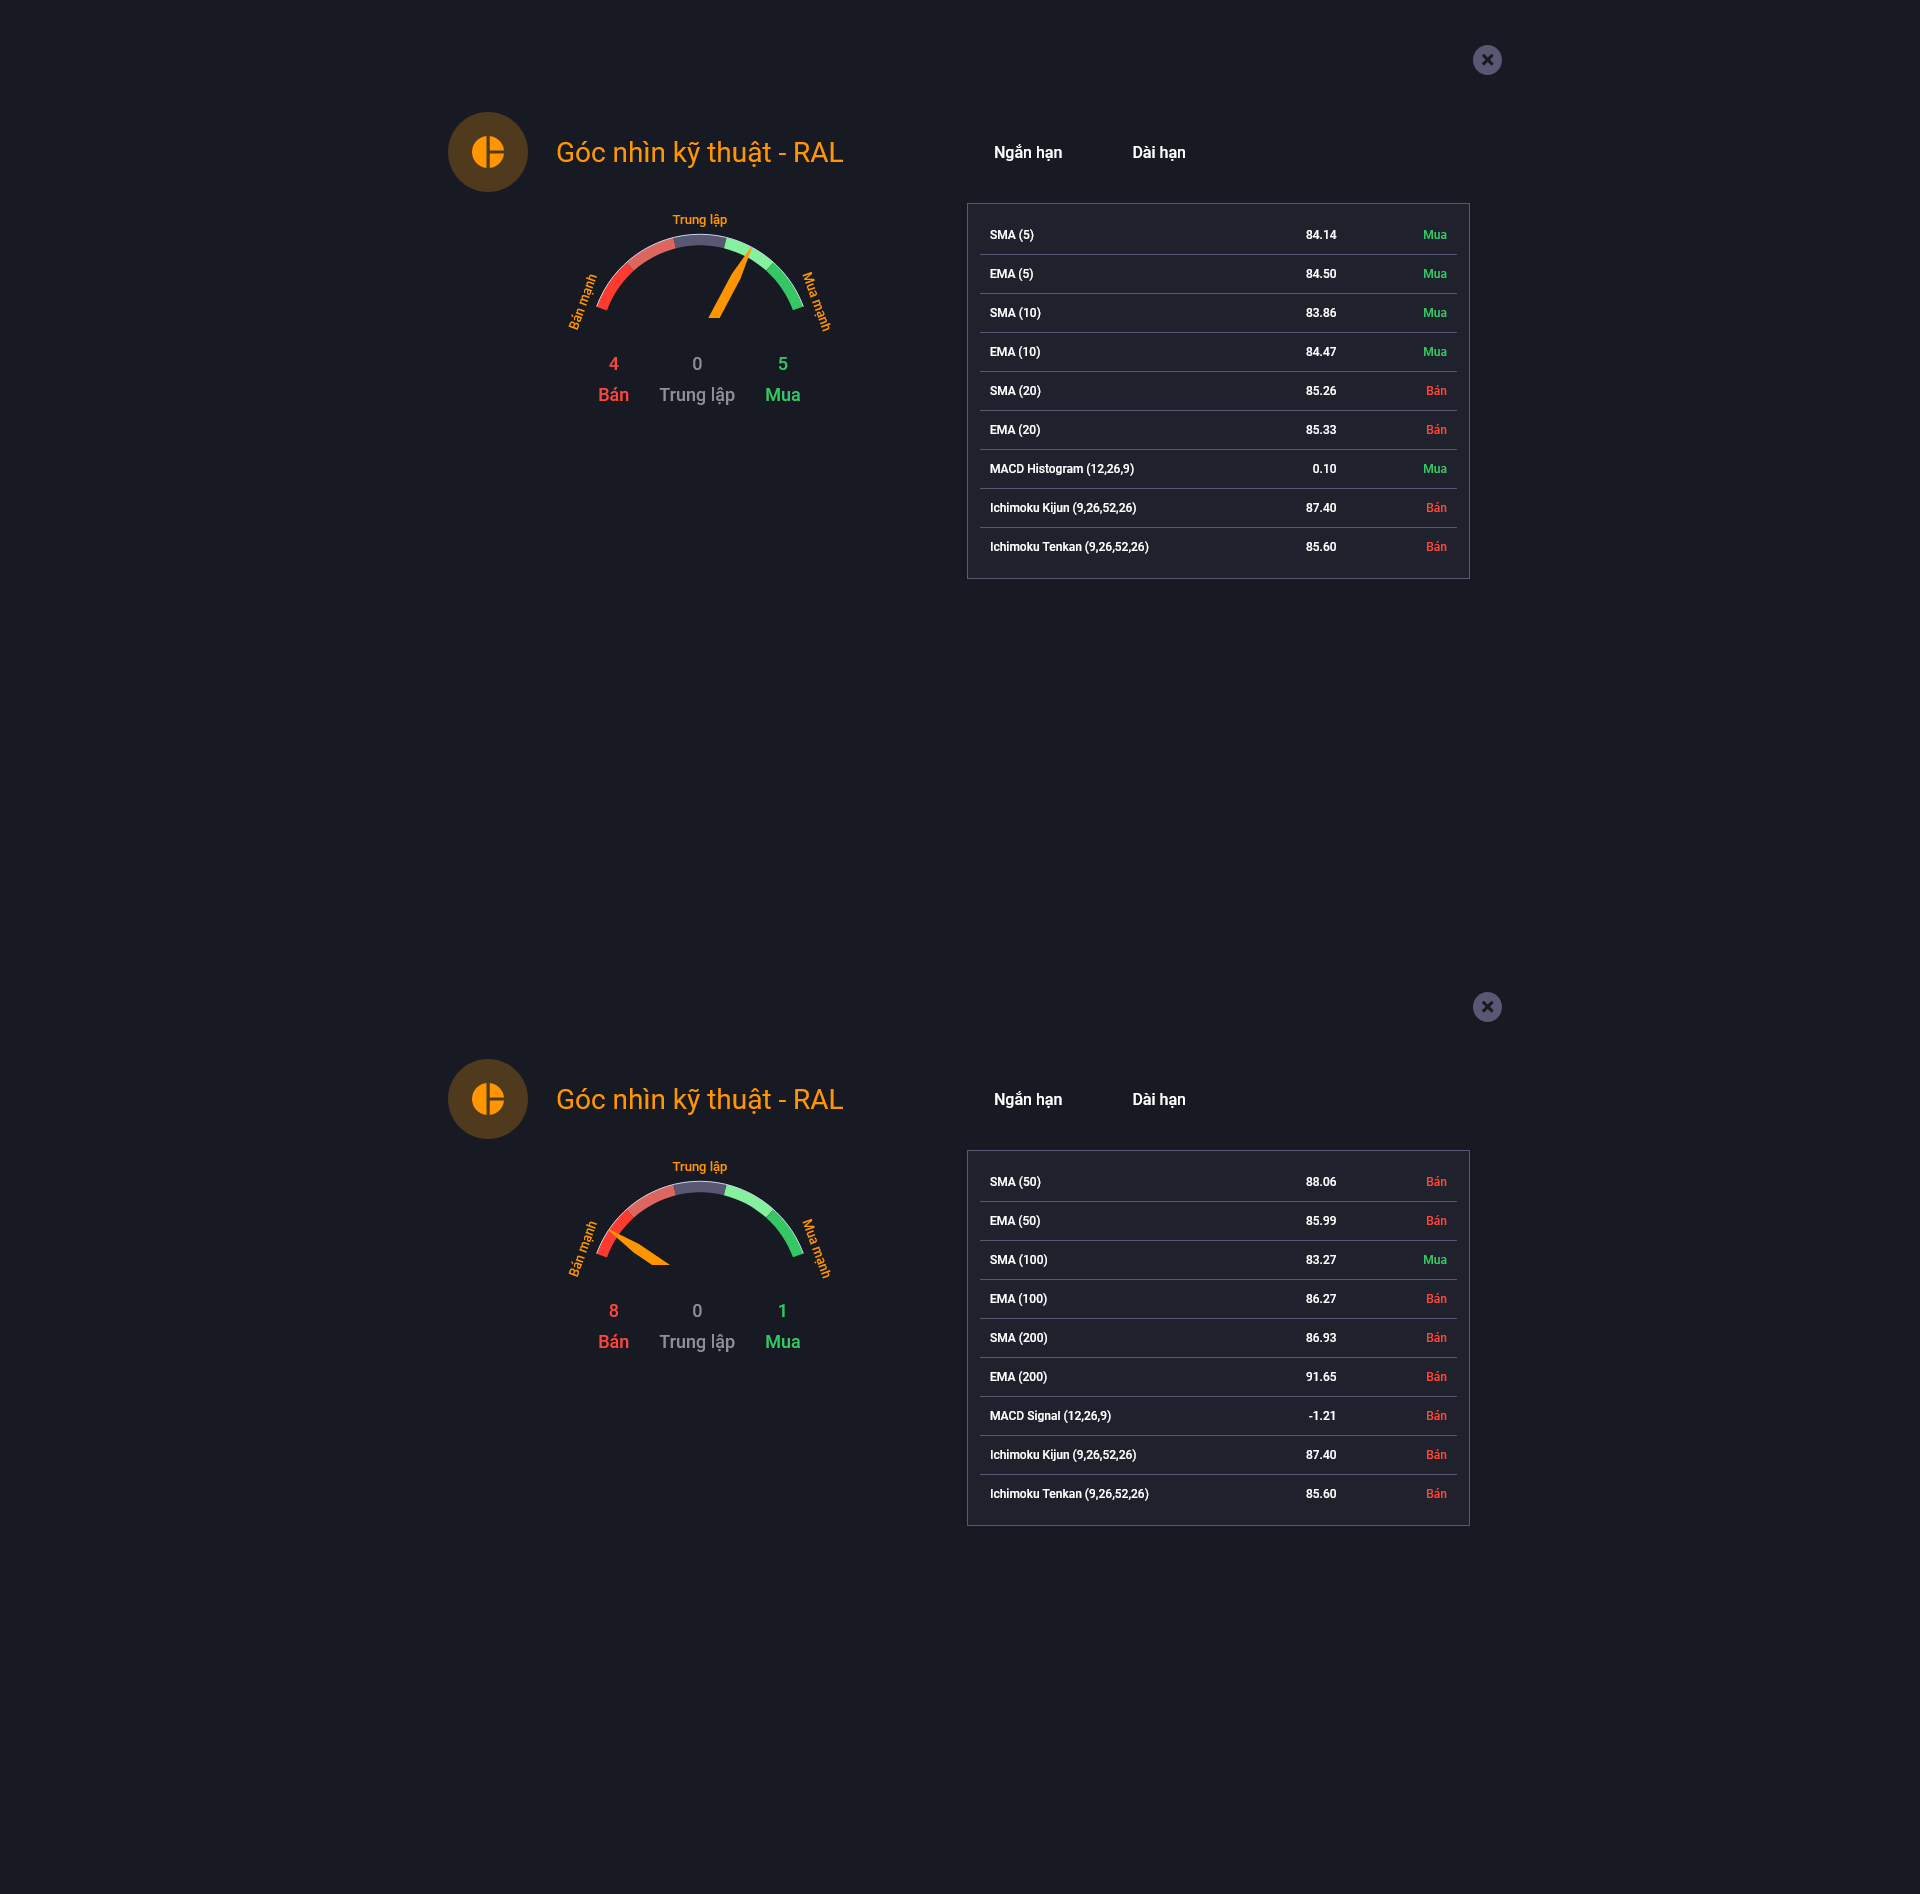 Góc nhìn kỹ thuật - RAL
Ngắn hạn Dài hạn
Trung lập
Bán mạnh
Mua mạnh
4 0 5
Bán Trung lập Mua
SMA (5) 84.14 Mua
EMA (5) 84.50 Mua
SMA (10) 83.86 Mua
EMA (10) 84.47 Mua
SMA (20) 85.26 Bán
EMA (20) 85.33 Bán
MACD Histogram (12,26,9) 0.10 Mua
Ichimoku Kijun (9,26,52,26) 87.40 Bán
Ichimoku Tenkan (9,26,52,26) 85.60 Bán
Góc nhìn kỹ thuật - RAL
Ngắn hạn Dài hạn
Trung lập
Bán mạnh
Mua mạnh
8 0 1
Bán Trung lập Mua
SMA (50) 88.06 Bán
EMA (50) 85.99 Bán
SMA (100) 83.27 Mua
EMA (100) 86.27 Bán
SMA (200) 86.93 Bán
EMA (200) 91.65 Bán
MACD Signal (12,26,9) -1.21 Bán
Ichimoku Kijun (9,26,52,26) 87.40 Bán
Ichimoku Tenkan (9,26,52,26) 85.60 Bán